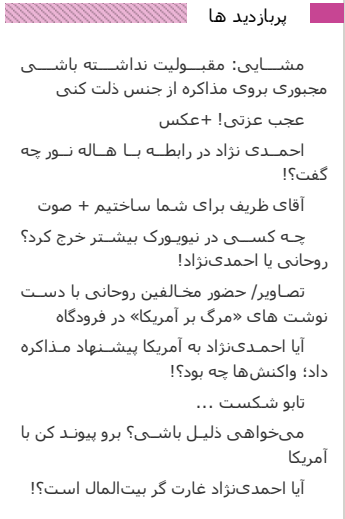 پربازدید ها
مشایی: مقبولیت نداشته باشی
مجبوری بروی مذاکره از جنس ذلت کنی
عجب عزتی! +عکس
احمدی نژاد در رابطه با هاله نور چه
گفت؟!
آقای ظریف برای شما ساختیم + صوت
چه کسی در نیویورک بیشتر خرج کرد؟
روحانی یا احمدی‌نژاد!
تصاویر/ حضور مخالفین روحانی با دست
نوشت های «مرگ بر آمریکا» در فرودگاه
آیا احمدی‌نژاد به آمریکا پیشنهاد مذاکره
داد؛ واکنش‌ها چه بود؟!
تابو شکست ...
می‌خواهی ذلیل باشی؟ برو پیوند کن با
آمریکا
آیا احمدی‌نژاد غارت گر بیت‌المال است؟!